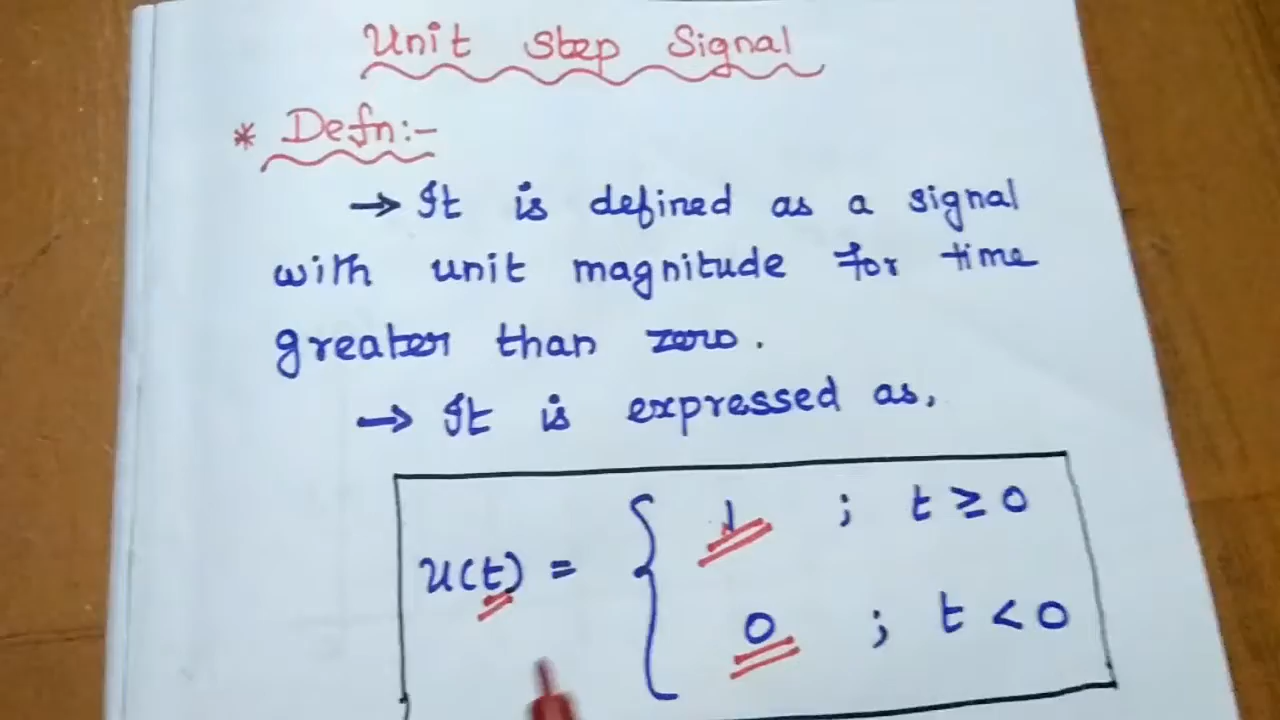 Unit Step Signal
* Defn:-
→ It is defined as a signal
with unit magnitude for time
greater than zero.
→ It is expressed as,
u(t) = { 1 ; t ≥ 0
0 ; t < 0